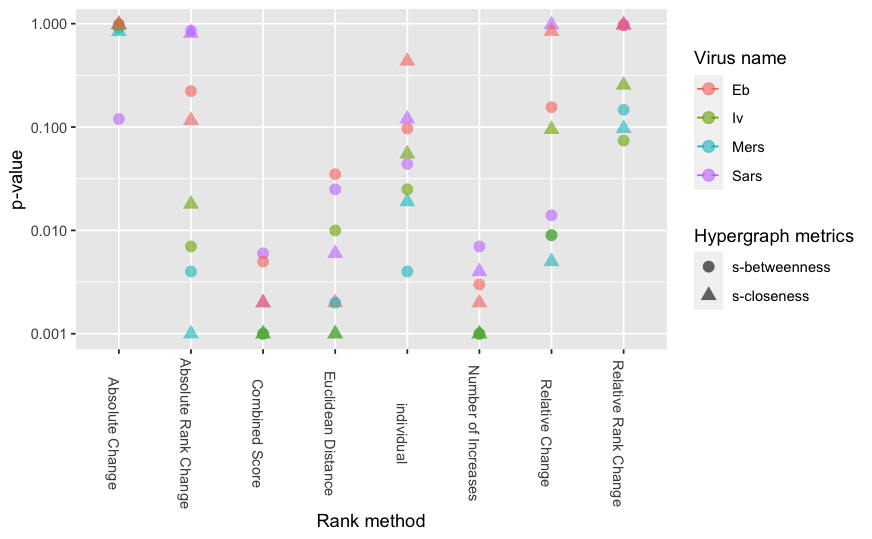 1.000
0.100
0.010
0.001
p-value
Absolute Change
Absolute Rank Change
Combined Score
Euclidean Distance
individual
Number of Increases
Relative Change
Relative Rank Change
Rank method
Virus name
Eb
Iv
Mers
Sars
Hypergraph metrics
s-betweenness
s-closeness